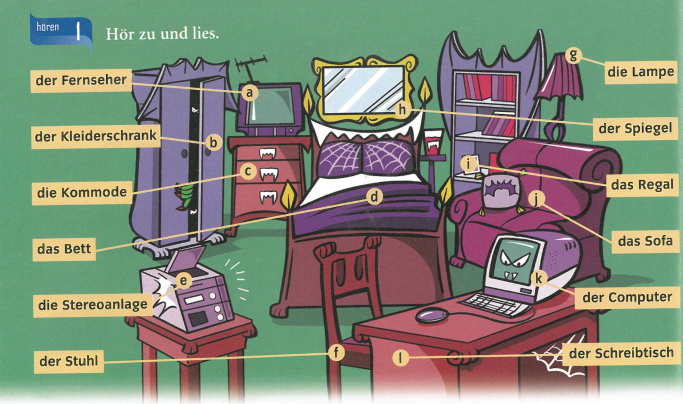 hören 1 Hör zu und lies.
der Fernseher
a
der Kleiderschrank
b
die Kommode
c
das Bett
d
die Stereoanlage
e
der Stuhl
f
g
die Lampe
h
der Spiegel
i
das Regal
j
das Sofa
k
der Computer
l
der Schreibtisch